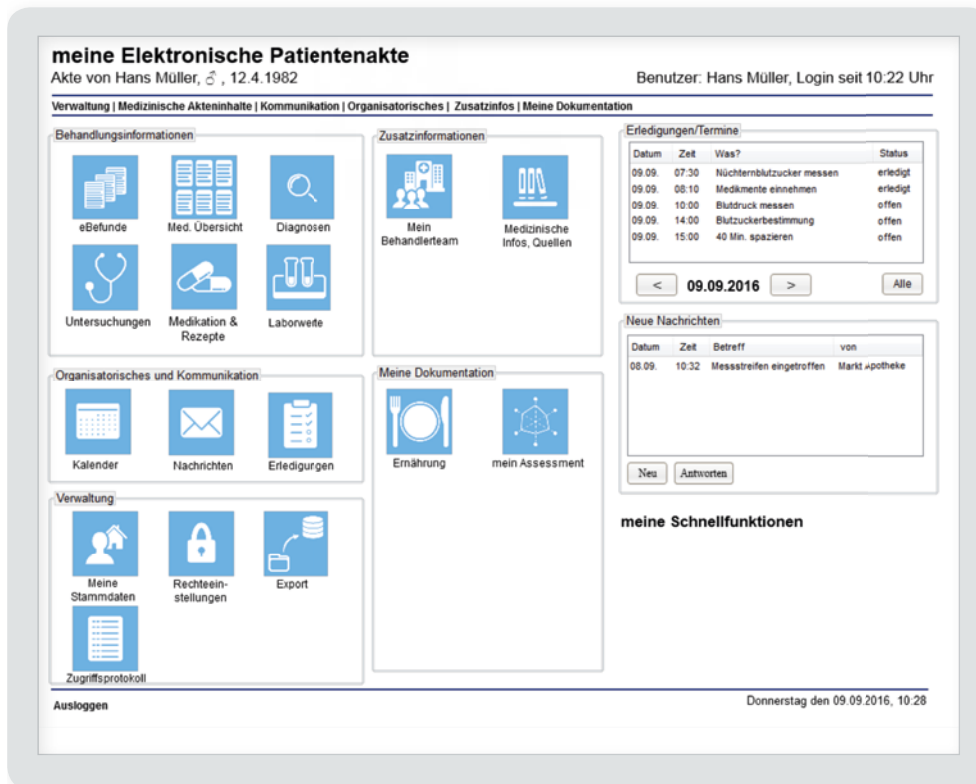 meine Elektronische Patientenakte
Akte von Hans Müller, ♂ , 12.4.1982
Benutzer: Hans Müller, Login seit 10:22 Uhr
Verwaltung | Medizinische Akteninhalte | Kommunikation | Organisatorisches | Zusatzinfos | Meine Dokumentation
Behandlungsinformationen
eBefunde
Med. Übersicht
Diagnosen
Untersuchungen
Medikation &
Rezepte
Laborwerte
Organisatorisches und Kommunikation
Kalender
Nachrichten
Erledigungen
Verwaltung
Meine
Stammdaten
Rechteein-
stellungen
Export
Zugriffsprotokoll
Zusatzinformationen
Mein
Behandlerteam
Medizinische
Infos, Quellen
Meine Dokumentation
Ernährung
mein Assessment
Erledigungen/Termine
Datum Zeit Was? Status
09.09. 07:30 Nüchternblutzucker messen erledigt
09.09. 08:10 Medikmente einnehmen erledigt
09.09. 10:00 Blutdruck messen offen
09.09. 14:00 Blutzuckerbestimmung offen
09.09. 15:00 40 Min. spazieren offen
< 09.09.2016 > Alle
Neue Nachrichten
Datum Zeit Betreff von
08.09. 10:32 Messstreifen eingetroffen Markt Apotheke
Neu Antworten
meine Schnellfunktionen
Ausloggen
Donnerstag den 09.09.2016, 10:28